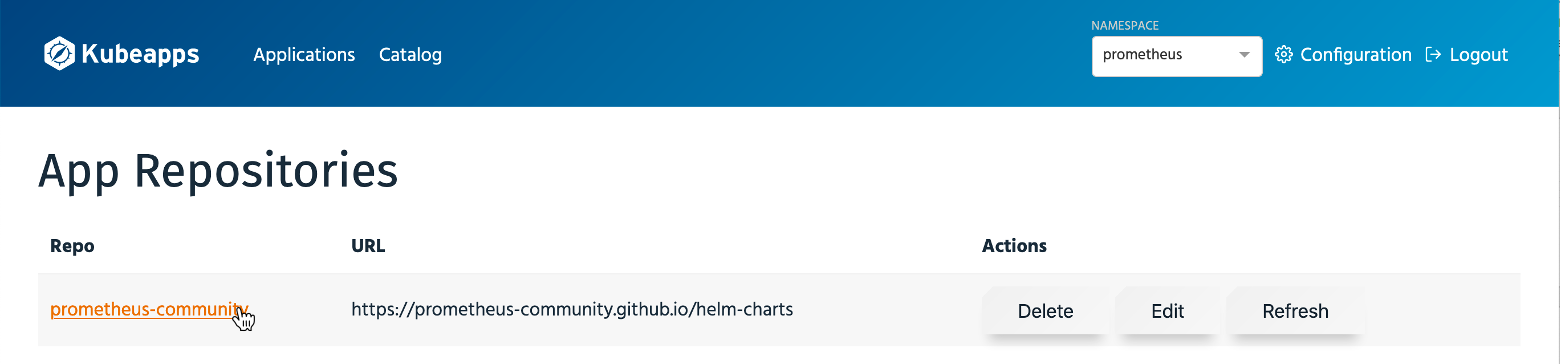 NAMESPACE
Kubeapps Applications Catalog prometheus Configuration Logout
App Repositories
Repo URL Actions
prometheus-community https://prometheus-community.github.io/helm-charts Delete Edit Refresh